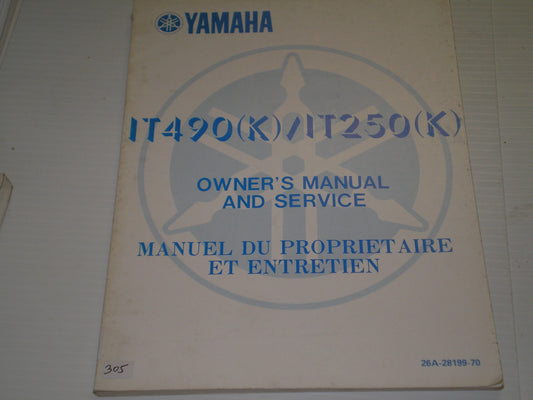 YAMAHA
IT490(K)/IT250(K)
OWNER'S MANUAL
AND SERVICE
MANUEL DU PROPRIETAIRE
ET ENTRETIEN
305
26A-28199-70